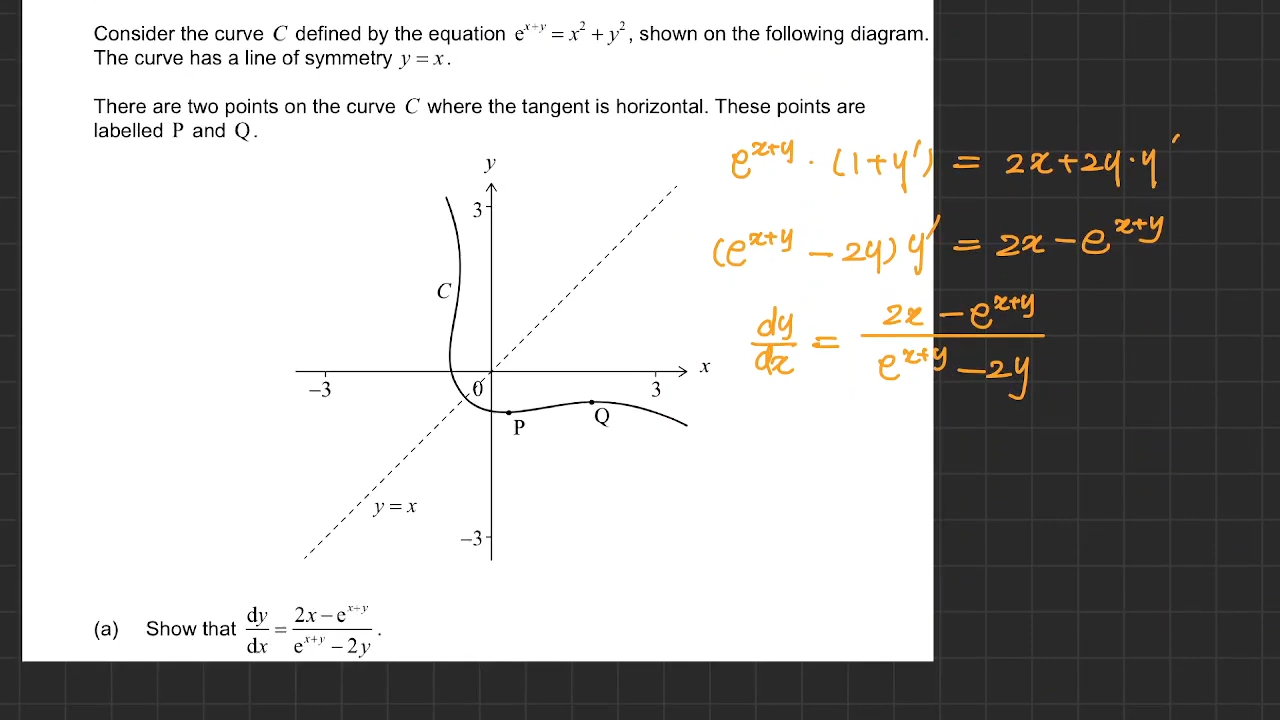 Consider the curve C defined by the equation e^{x+y} = x² + y², shown on the following diagram.
The curve has a line of symmetry y = x.
There are two points on the curve C where the tangent is horizontal. These points are
labelled P and Q.
e^{x+y} · (1+y') = 2x+2y·y'
(e^{x+y} − 2y) y' = 2x − e^{x+y}
dy/dx = (2x − e^{x+y})/(e^{x+y} − 2y)
y
3
C
−3
0
3
x
P
Q
y = x
−3
(a) Show that dy/dx = (2x − e^{x+y})/(e^{x+y} − 2y).